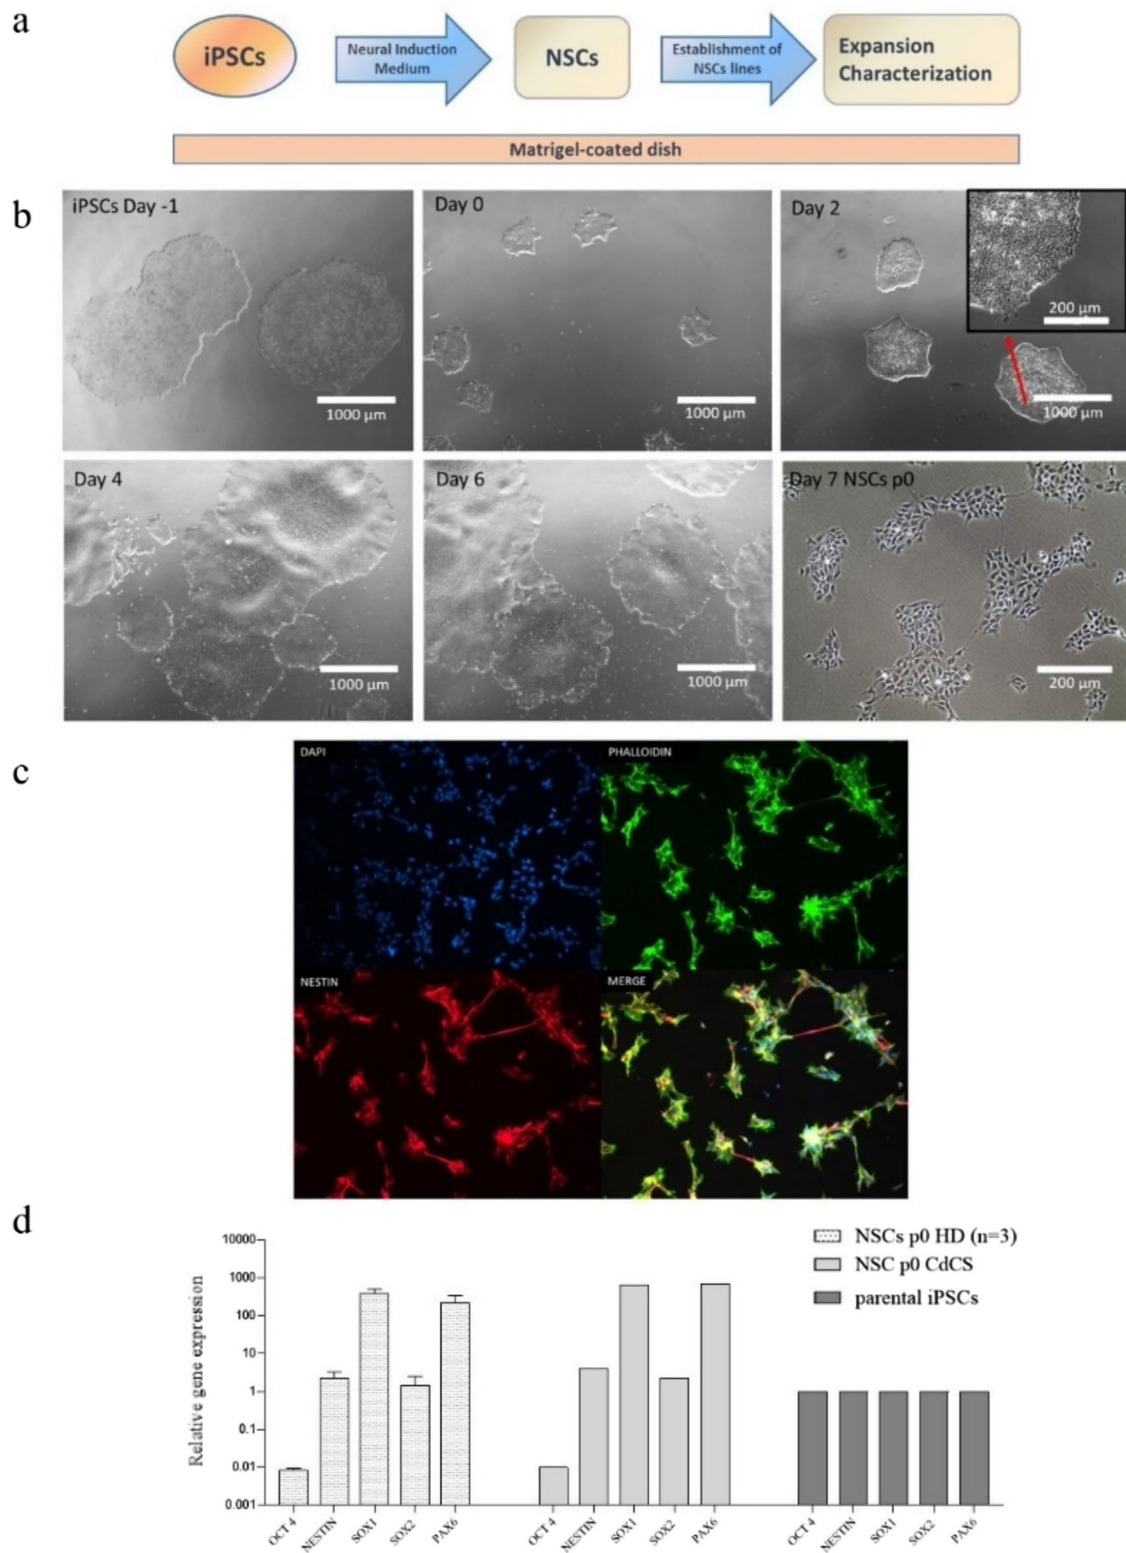 a
iPSCs
Neural Induction
Medium
NSCs
Establishment of
NSCs lines
Expansion
Characterization
Matrigel-coated dish
b
iPSCs Day -1
1000 µm
Day 0
1000 µm
Day 2
200 µm
1000 µm
Day 4
1000 µm
Day 6
1000 µm
Day 7 NSCs p0
200 µm
c
DAPI
PHALLOIDIN
NESTIN
MERGE
d
NSCs p0 HD (n=3)
NSC p0 CdCS
parental iPSCs
Relative gene expression
10000
1000
100
10
1
0.1
0.01
0.001
OCT 4
NESTIN
SOX1
SOX2
PAX6
OCT 4
NESTIN
SOX1
SOX2
PAX6
OCT 4
NESTIN
SOX1
SOX2
PAX6